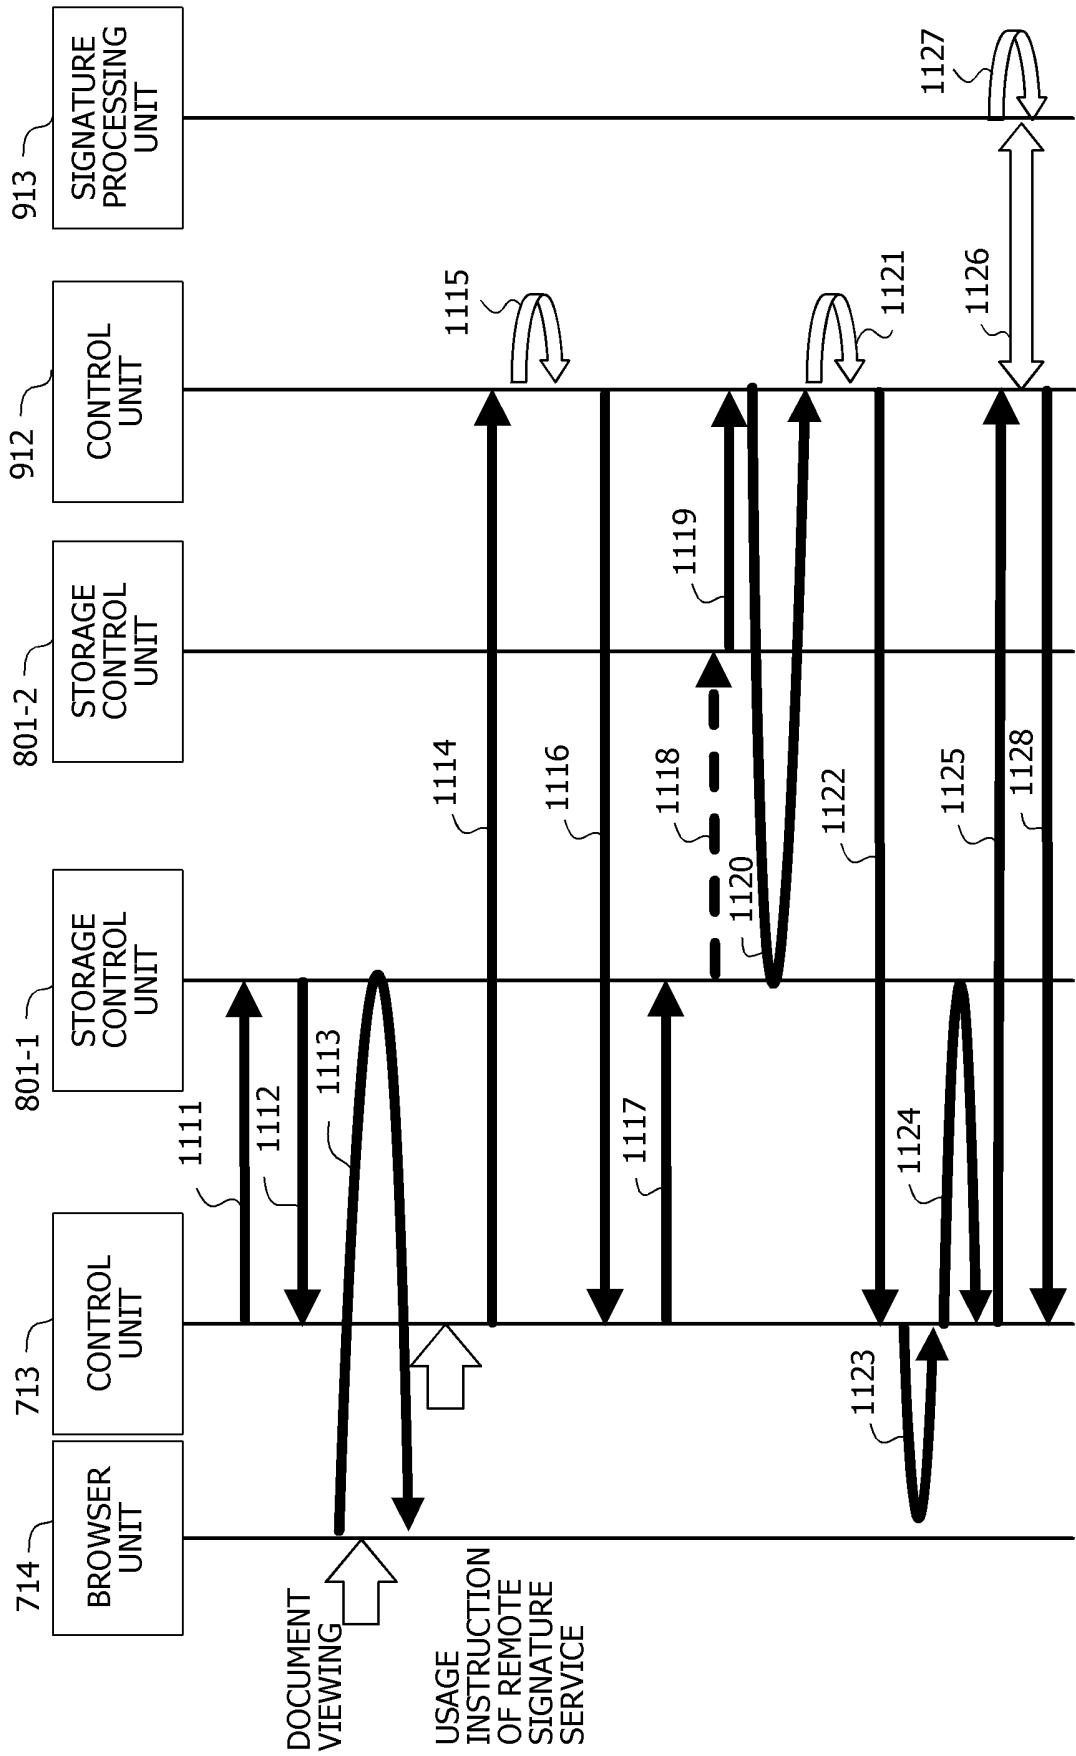 714
BROWSER
UNIT
713
CONTROL
UNIT
801-1
STORAGE
CONTROL
UNIT
801-2
STORAGE
CONTROL
UNIT
912
CONTROL
UNIT
913
SIGNATURE
PROCESSING
UNIT
1111
1112
DOCUMENT
VIEWING
1113
USAGE
INSTRUCTION
OF REMOTE
SIGNATURE
SERVICE
1114
1115
1116
1117
1118
1119
1120
1121
1122
1123
1124
1125
1126
1127
1128